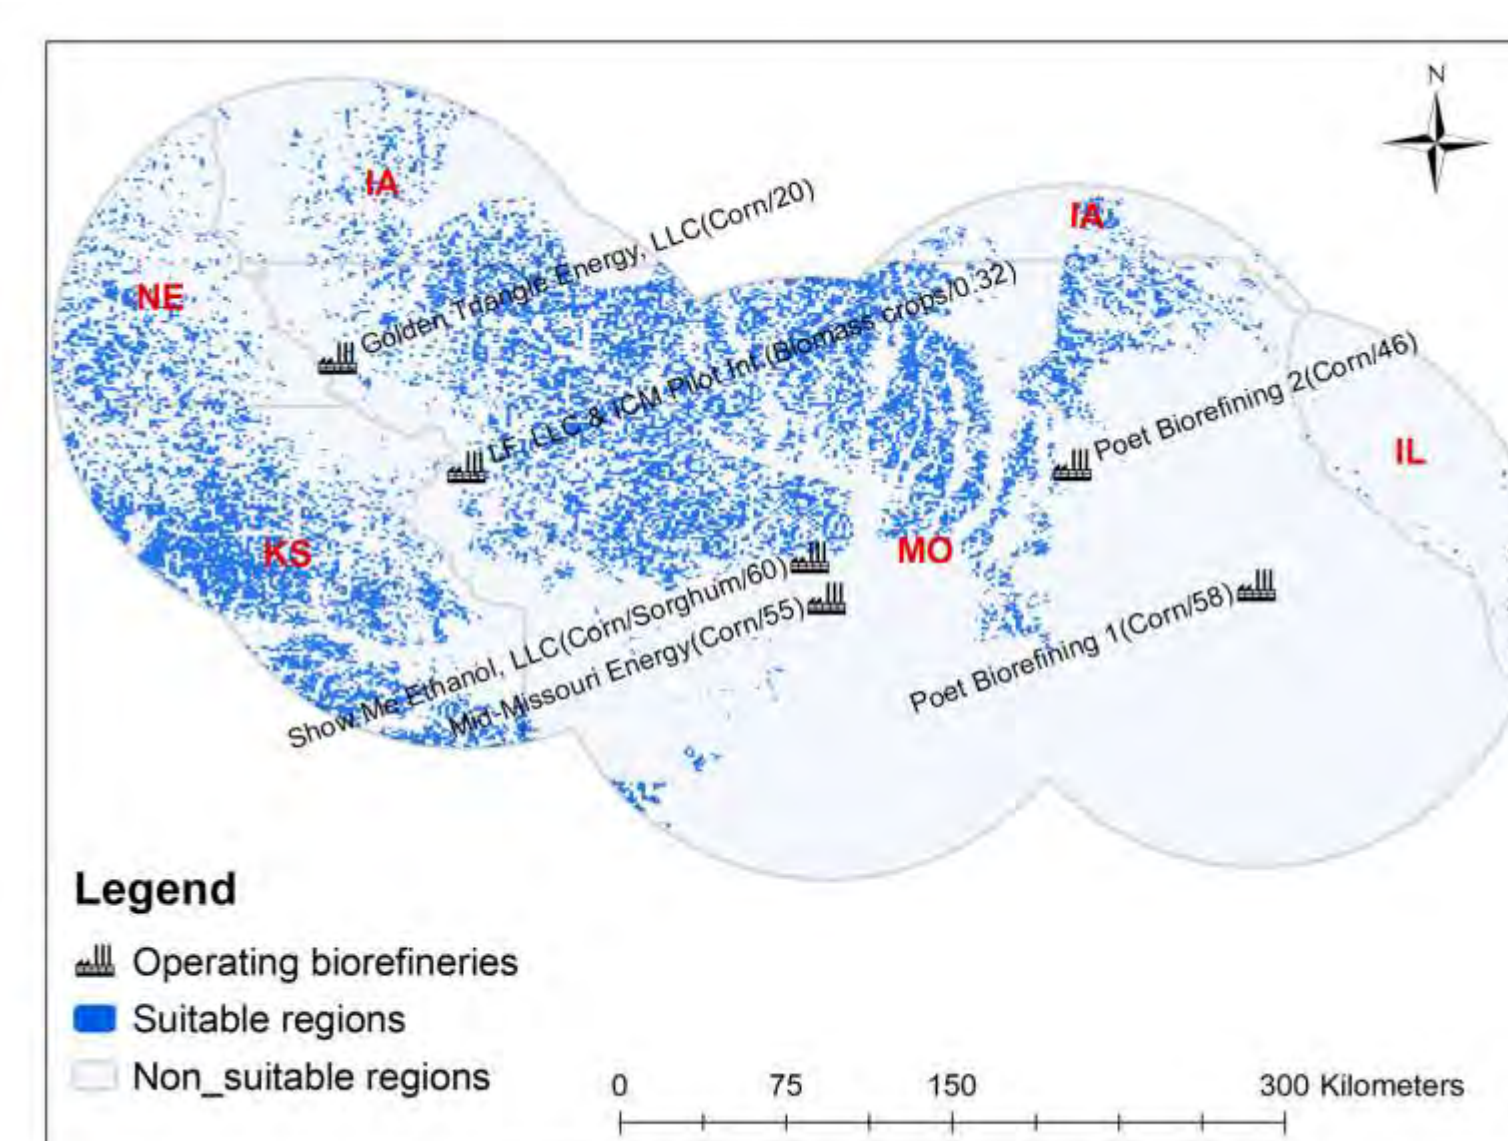 N
IA
Golden Triangle Energy, LLC(Corn/20)
IA
NE
LF, LLC & ICM Pilot Int.(Biomass crops/0.32)
Poet Biorefining 2(Corn/46)
IL
KS
MO
Show Me Ethanol, LLC(Corn/Sorghum/60)
Mid-Missouri Energy(Corn/55)
Poet Biorefining 1(Corn/58)
Legend
Operating biorefineries
Suitable regions
Non_suitable regions
0 75 150 300 Kilometers